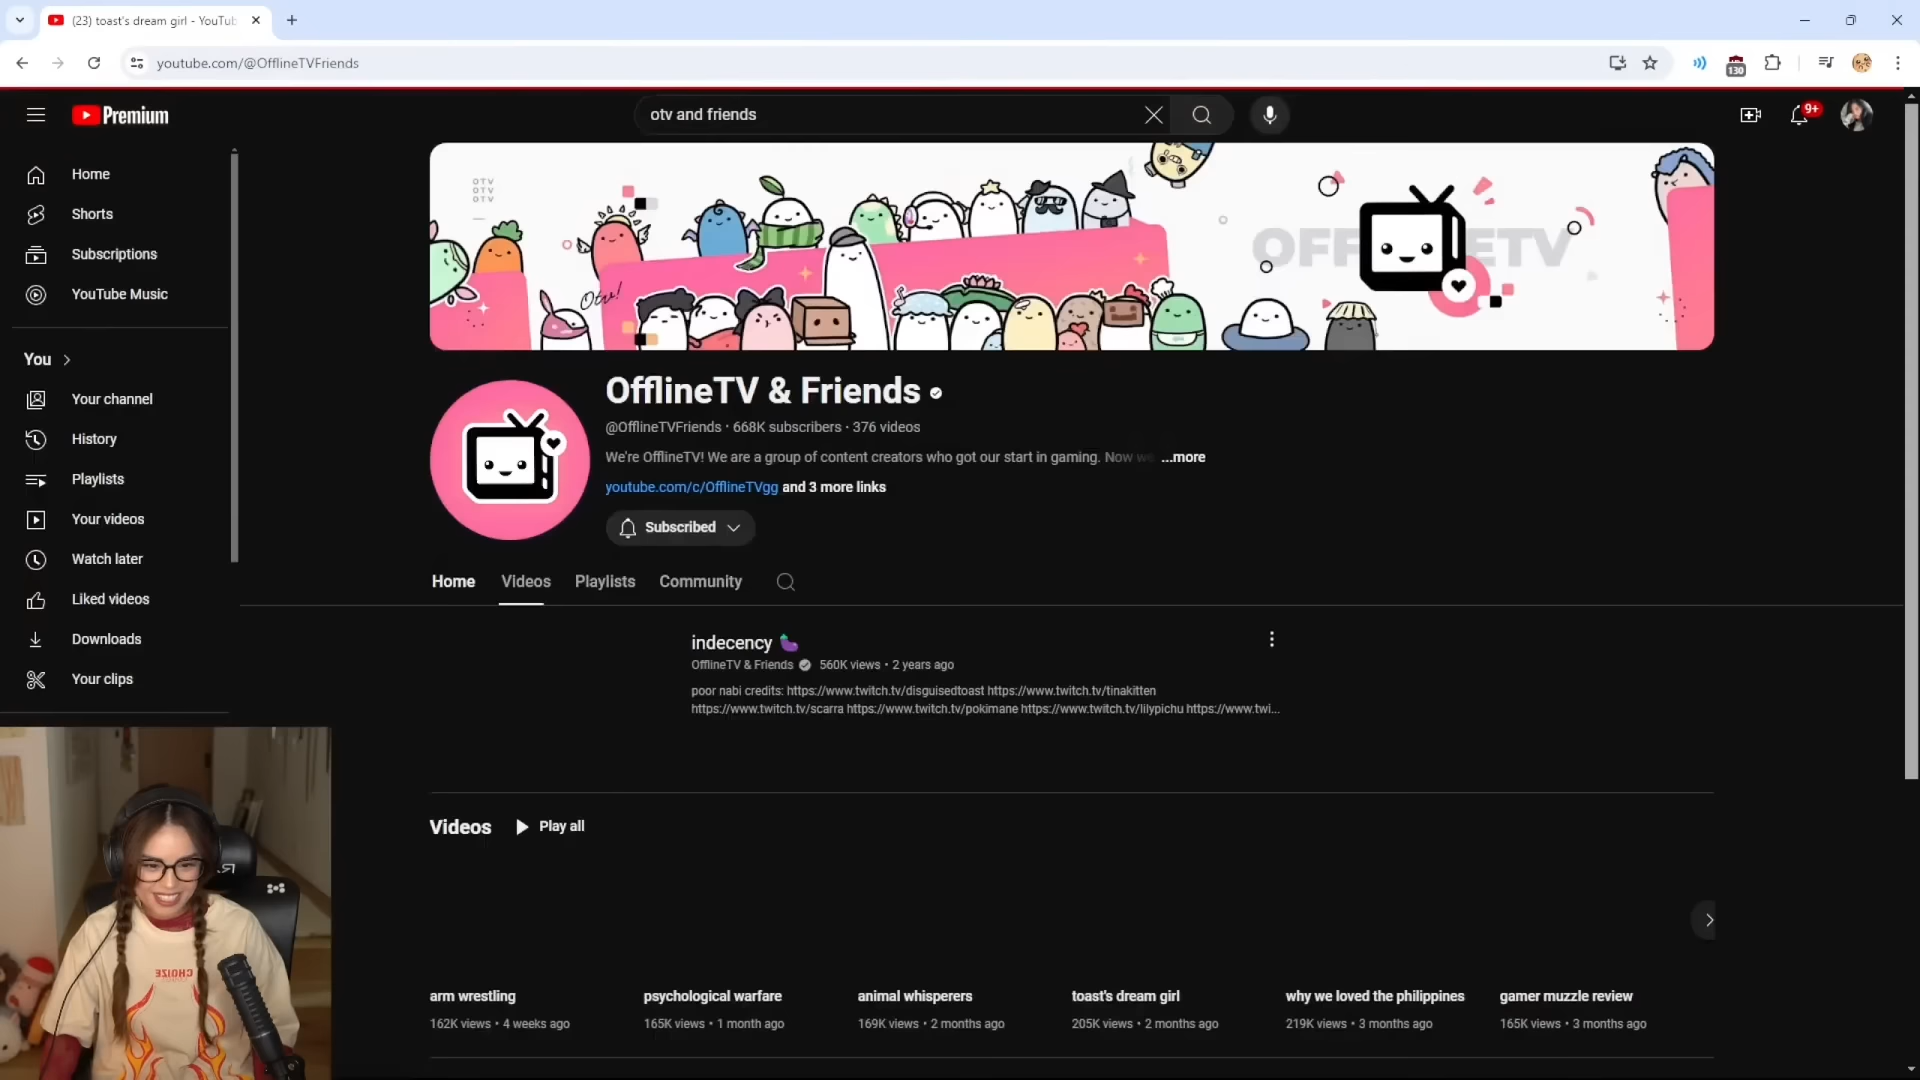 (23) toast's dream girl - YouTub
youtube.com/@OfflineTVFriends
130
Premium
otv and friends
9+
Home
Shorts
Subscriptions
YouTube Music
You
Your channel
History
Playlists
Your videos
Watch later
Liked videos
Downloads
Your clips
OTV
OTV
OTV
Otv!
OFFLINETV
OfflineTV & Friends
@OfflineTVFriends · 668K subscribers · 376 videos
We're OfflineTV! We are a group of content creators who got our start in gaming. Now we ...more
youtube.com/c/OfflineTVgg and 3 more links
Subscribed
Home Videos Playlists Community
indecency 🍆
OfflineTV & Friends 560K views • 2 years ago
poor nabi credits: https://www.twitch.tv/disguisedtoast https://www.twitch.tv/tinakitten
https://www.twitch.tv/scarra https://www.twitch.tv/pokimane https://www.twitch.tv/lilypichu https://www.twi...
Videos Play all
arm wrestling
162K views • 4 weeks ago
psychological warfare
165K views • 1 month ago
animal whisperers
169K views • 2 months ago
toast's dream girl
205K views • 2 months ago
why we loved the philippines
219K views • 3 months ago
gamer muzzle review
165K views • 3 months ago
CHOIZE